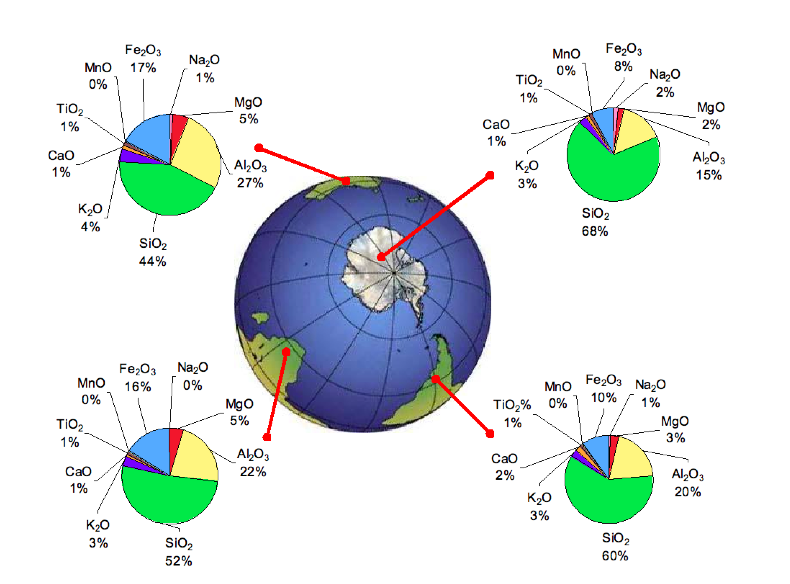 Fe₂O₃
17%
Na₂O
1%
MnO
0%
MgO
5%
TiO₂
1%
Al₂O₃
27%
CaO
1%
K₂O
4%
SiO₂
44%
Fe₂O₃
8%
MnO
0%
Na₂O
2%
TiO₂
1%
MgO
2%
CaO
1%
Al₂O₃
15%
K₂O
3%
SiO₂
68%
Fe₂O₃
16%
Na₂O
0%
MnO
0%
MgO
5%
TiO₂
1%
Al₂O₃
22%
CaO
1%
K₂O
3%
SiO₂
52%
Fe₂O₃
10%
MnO
0%
Na₂O
1%
TiO₂%
1%
MgO
3%
CaO
2%
Al₂O₃
20%
K₂O
3%
SiO₂
60%